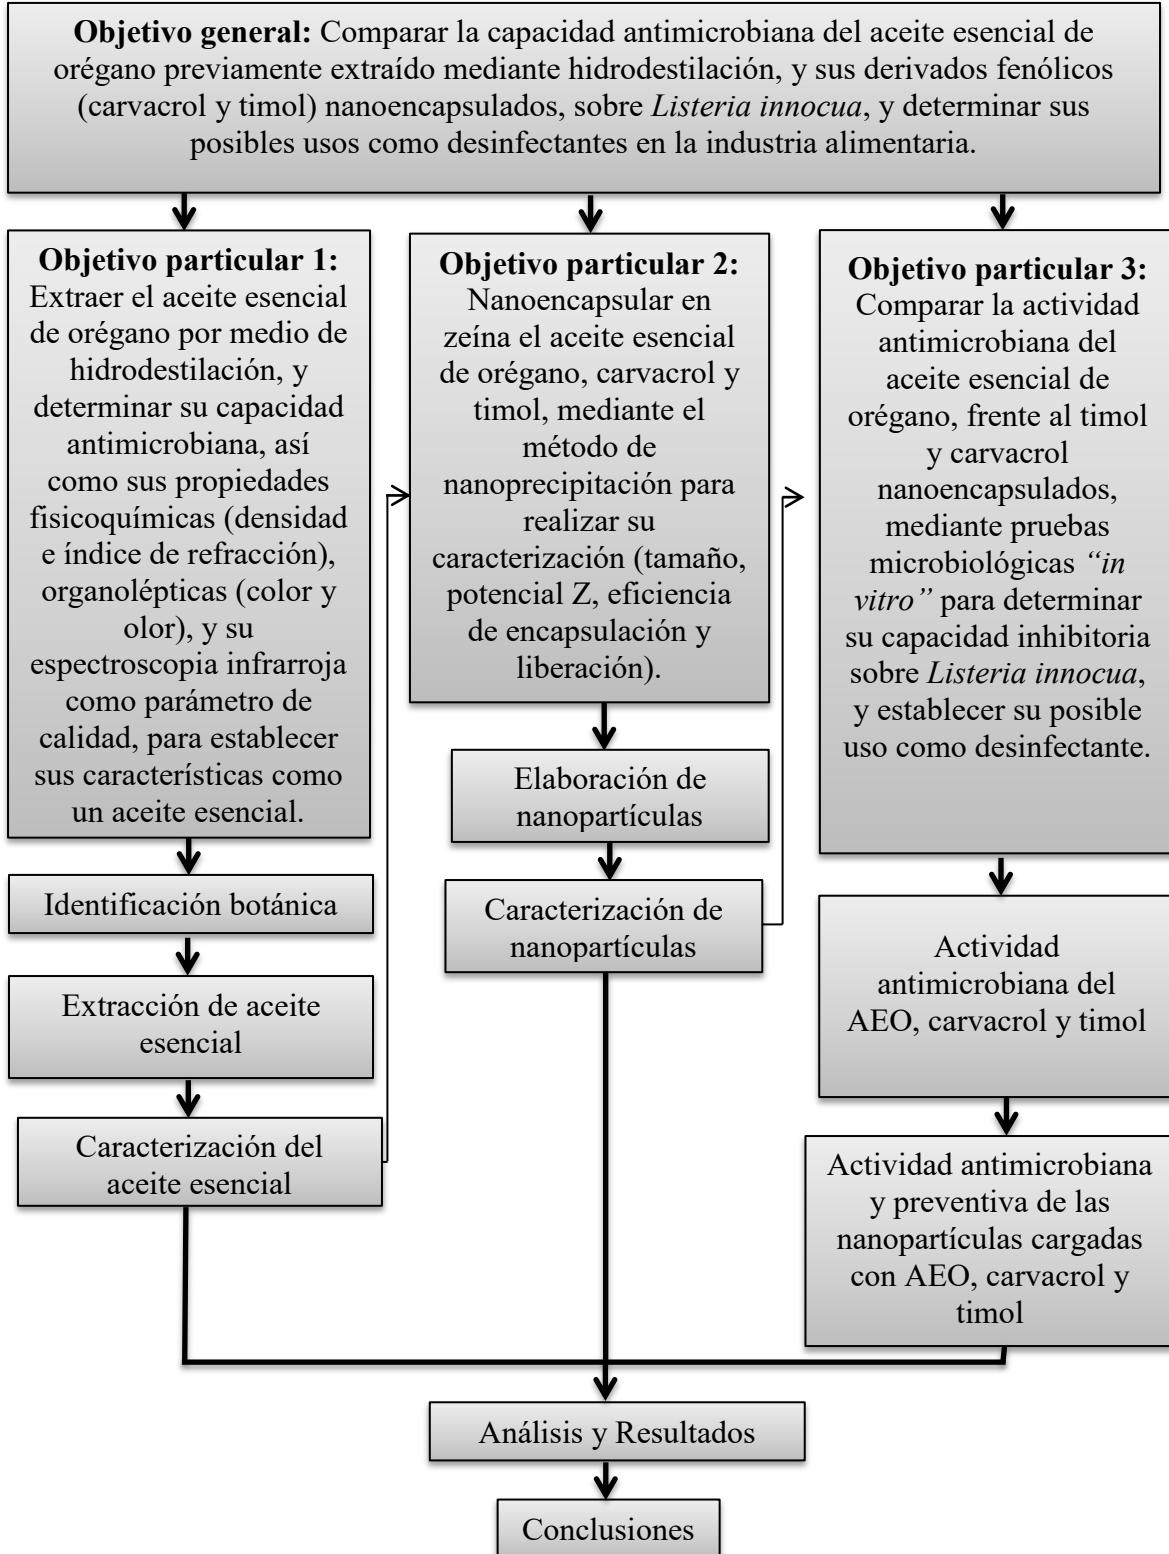 Objetivo general: Comparar la capacidad antimicrobiana del aceite esencial de
orégano previamente extraído mediante hidrodestilación, y sus derivados fenólicos
(carvacrol y timol) nanoencapsulados, sobre Listeria innocua, y determinar sus
posibles usos como desinfectantes en la industria alimentaria.
Objetivo particular 1:
Extraer el aceite esencial
de orégano por medio de
hidrodestilación, y
determinar su capacidad
antimicrobiana, así
como sus propiedades
fisicoquímicas (densidad
e índice de refracción),
organolépticas (color y
olor), y su
espectroscopia infrarroja
como parámetro de
calidad, para establecer
sus características como
un aceite esencial.
Identificación botánica
Extracción de aceite
esencial
Caracterización del
aceite esencial
Objetivo particular 2:
Nanoencapsular en
zeína el aceite esencial
de orégano, carvacrol y
timol, mediante el
método de
nanoprecipitación para
realizar su
caracterización (tamaño,
potencial Z, eficiencia
de encapsulación y
liberación).
Elaboración de
nanopartículas
Caracterización de
nanopartículas
Objetivo particular 3:
Comparar la actividad
antimicrobiana del
aceite esencial de
orégano, frente al timol
y carvacrol
nanoencapsulados,
mediante pruebas
microbiológicas “in
vitro” para determinar
su capacidad inhibitoria
sobre Listeria innocua,
y establecer su posible
uso como desinfectante.
Actividad
antimicrobiana del
AEO, carvacrol y timol
Actividad antimicrobiana
y preventiva de las
nanopartículas cargadas
con AEO, carvacrol y
timol
Análisis y Resultados
Conclusiones